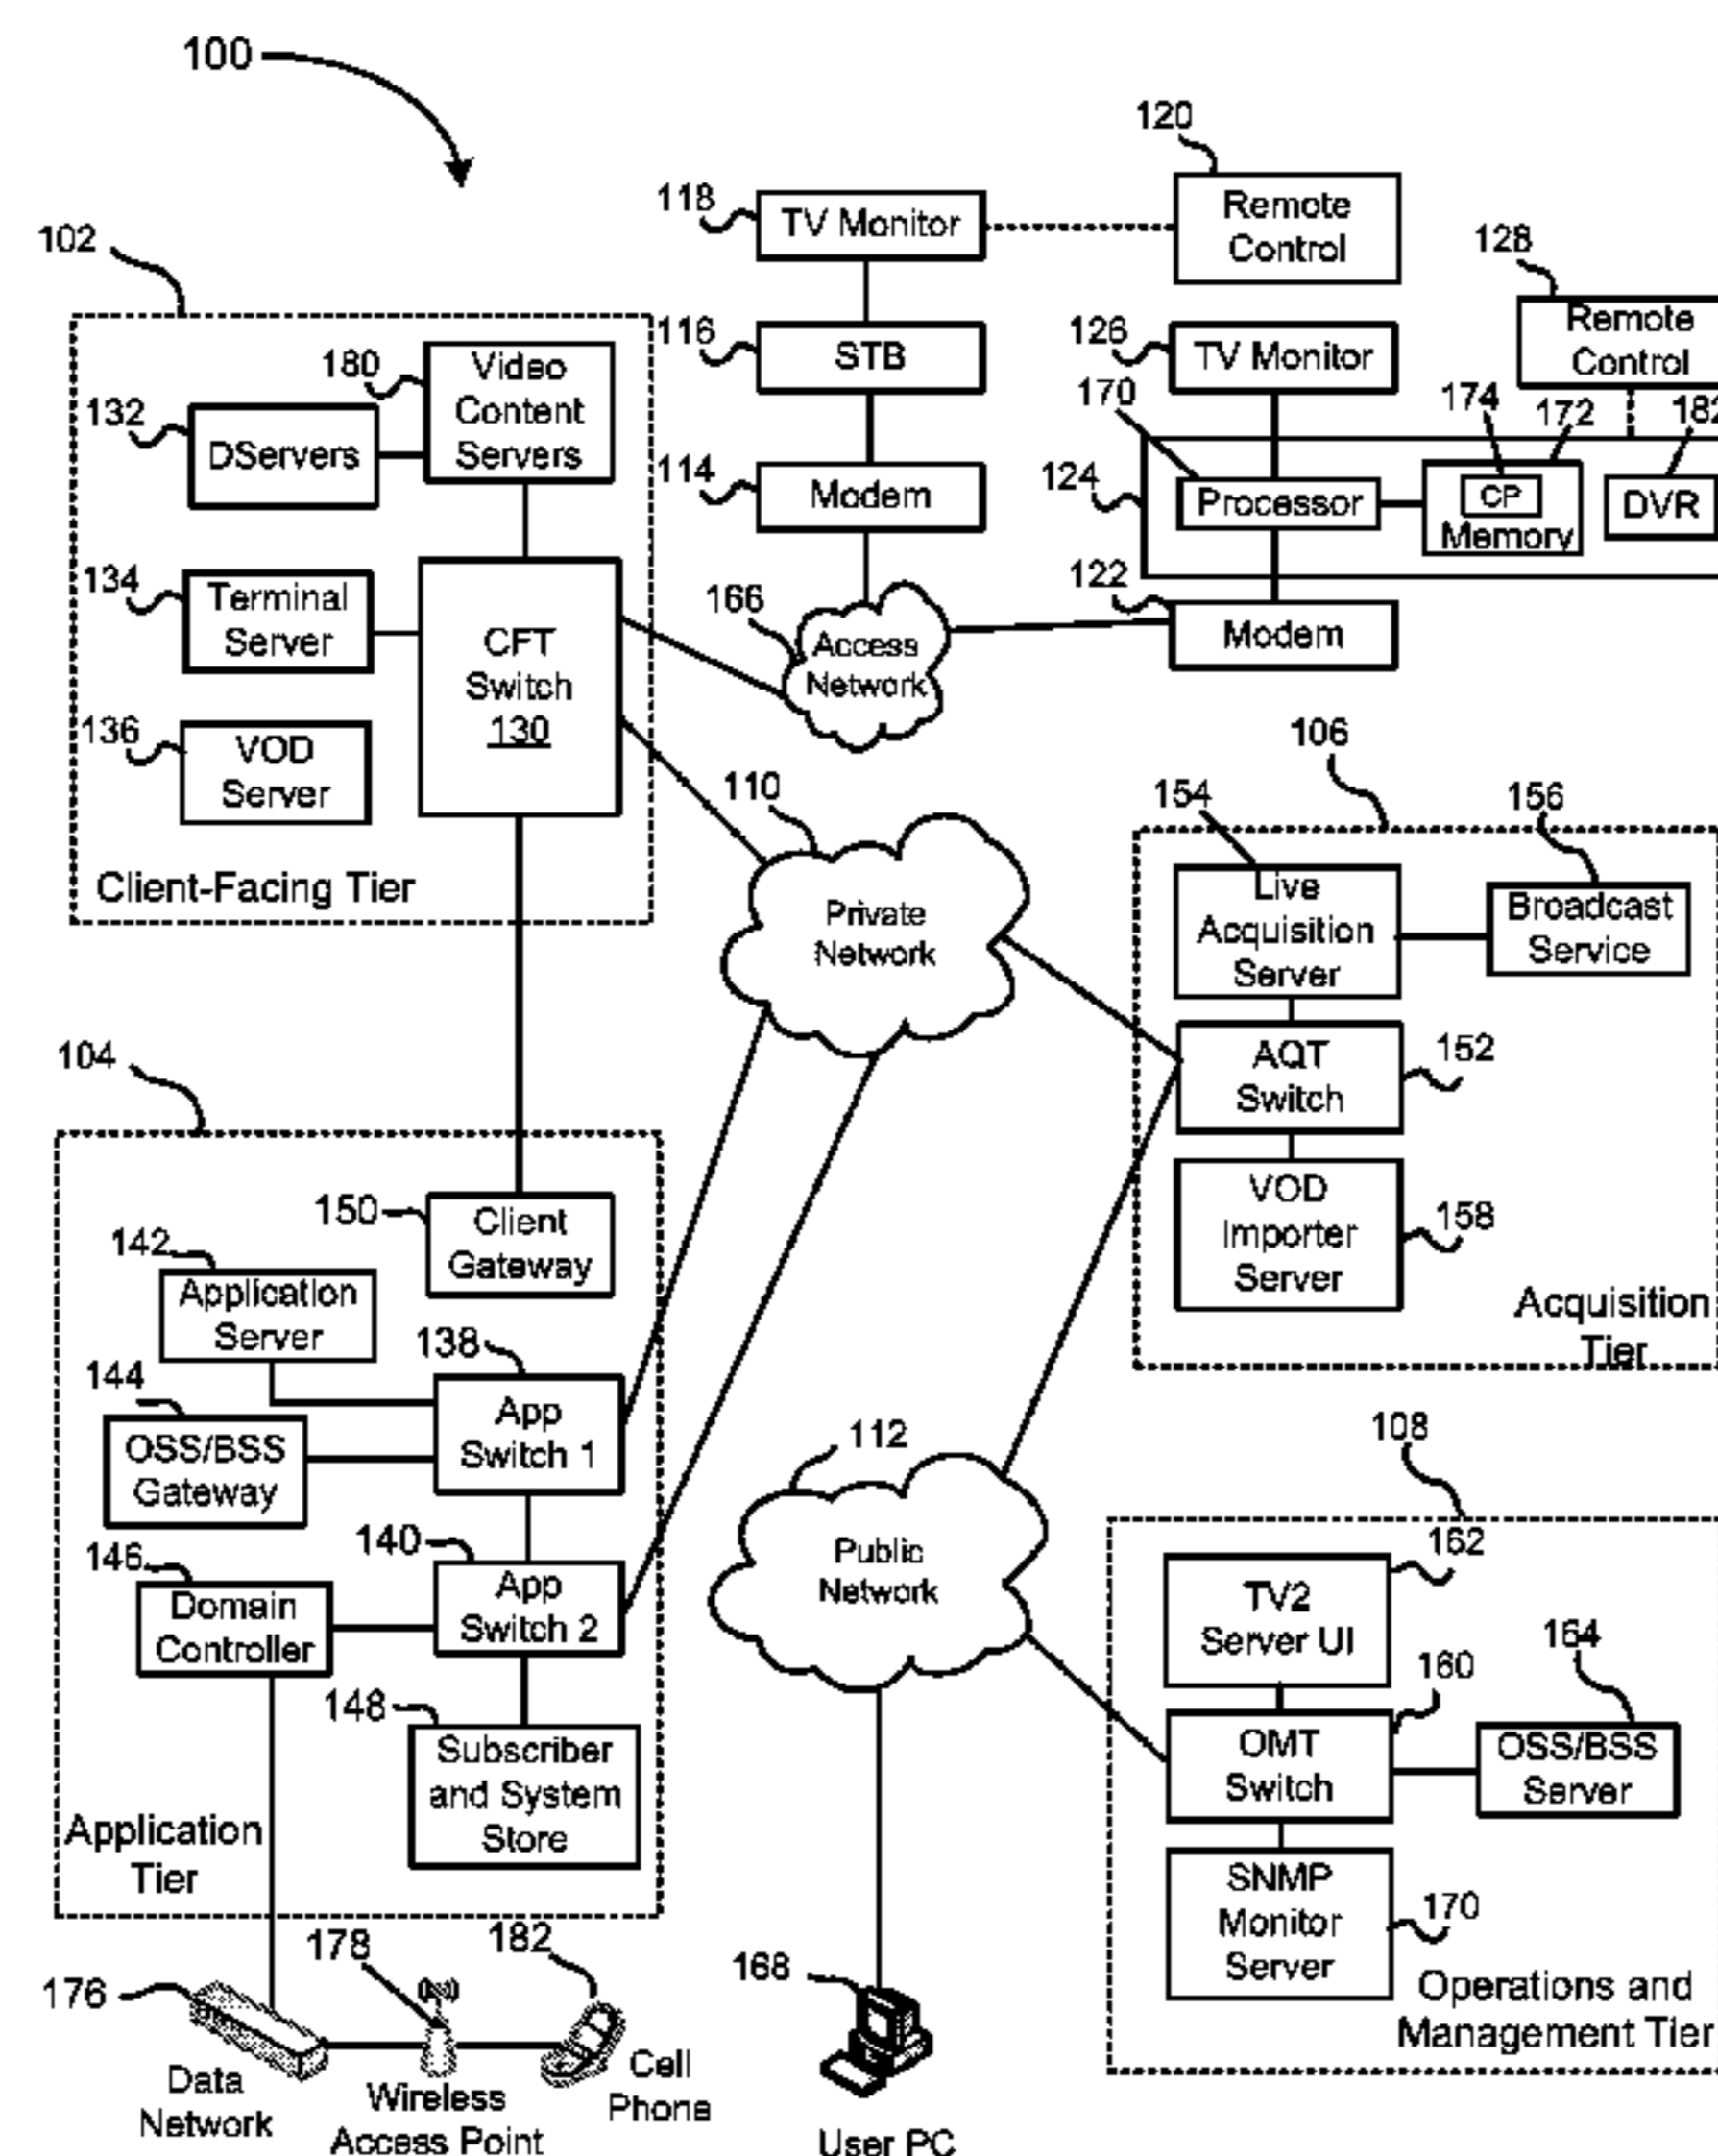 100
120
118
TV Monitor
Remote
Control
102
128
Remote
Control
116
STB
126
TV Monitor
180
Video
Content
Servers
132
DServers
170
174
172
182
114
Modem
124
Processor
CP
Memory
DVR
134
Terminal
Server
CFT
Switch
130
166
Access
Network
122
Modem
136
VOD
Server
Client-Facing Tier
110
Private
Network
106
154
156
Live
Acquisition
Server
Broadcast
Service
AQT
Switch
152
VOD
Importer
Server
158
Acquisition
Tier
104
150
Client
Gateway
142
Application
Server
138
App
Switch 1
144
OSS/BSS
Gateway
140
App
Switch 2
146
Domain
Controller
148
Subscriber
and System
Store
Application
Tier
112
Public
Network
108
162
TV2
Server UI
160
OMT
Switch
164
OSS/BSS
Server
SNMP
Monitor
Server
170
Operations and
Management Tier
176
178
182
168
Data
Network
Wireless
Access Point
Cell
Phone
User PC